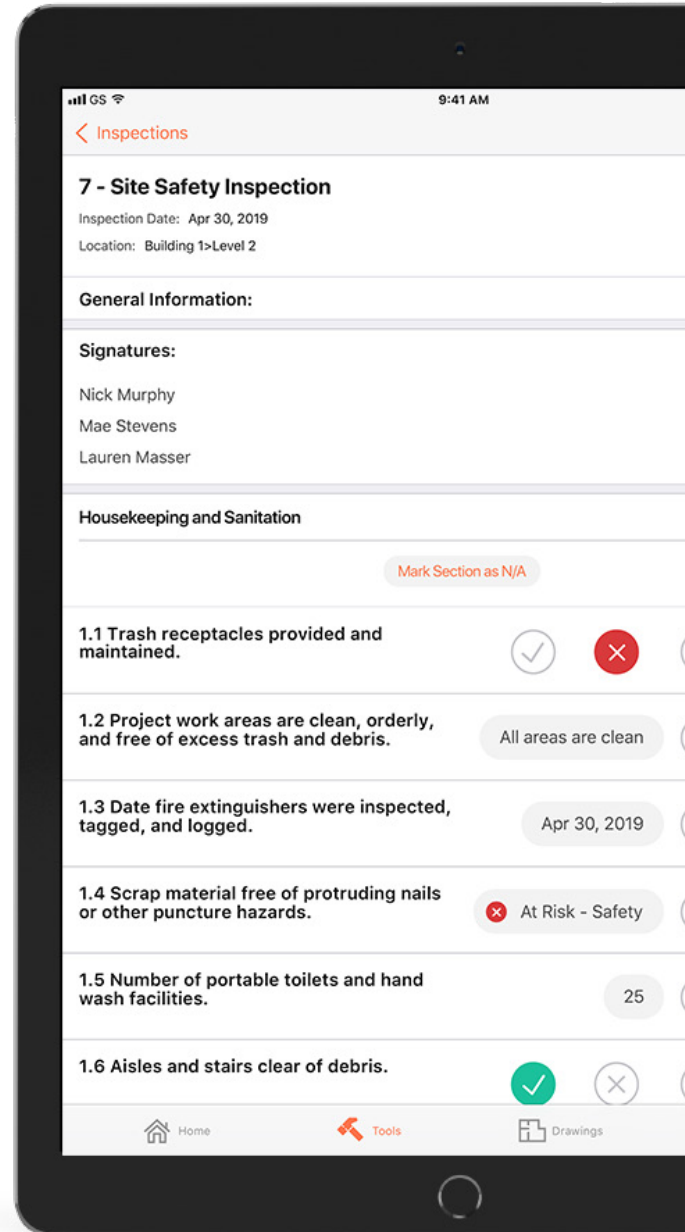 GS
9:41 AM
Inspections
7 - Site Safety Inspection
Inspection Date: Apr 30, 2019
Location: Building 1>Level 2
General Information:
Signatures:
Nick Murphy
Mae Stevens
Lauren Masser
Housekeeping and Sanitation
Mark Section as N/A
1.1 Trash receptacles provided and
maintained.
1.2 Project work areas are clean, orderly,
and free of excess trash and debris.
All areas are clean
1.3 Date fire extinguishers were inspected,
tagged, and logged.
Apr 30, 2019
1.4 Scrap material free of protruding nails
or other puncture hazards.
At Risk - Safety
1.5 Number of portable toilets and hand
wash facilities.
25
1.6 Aisles and stairs clear of debris.
Home
Tools
Drawings